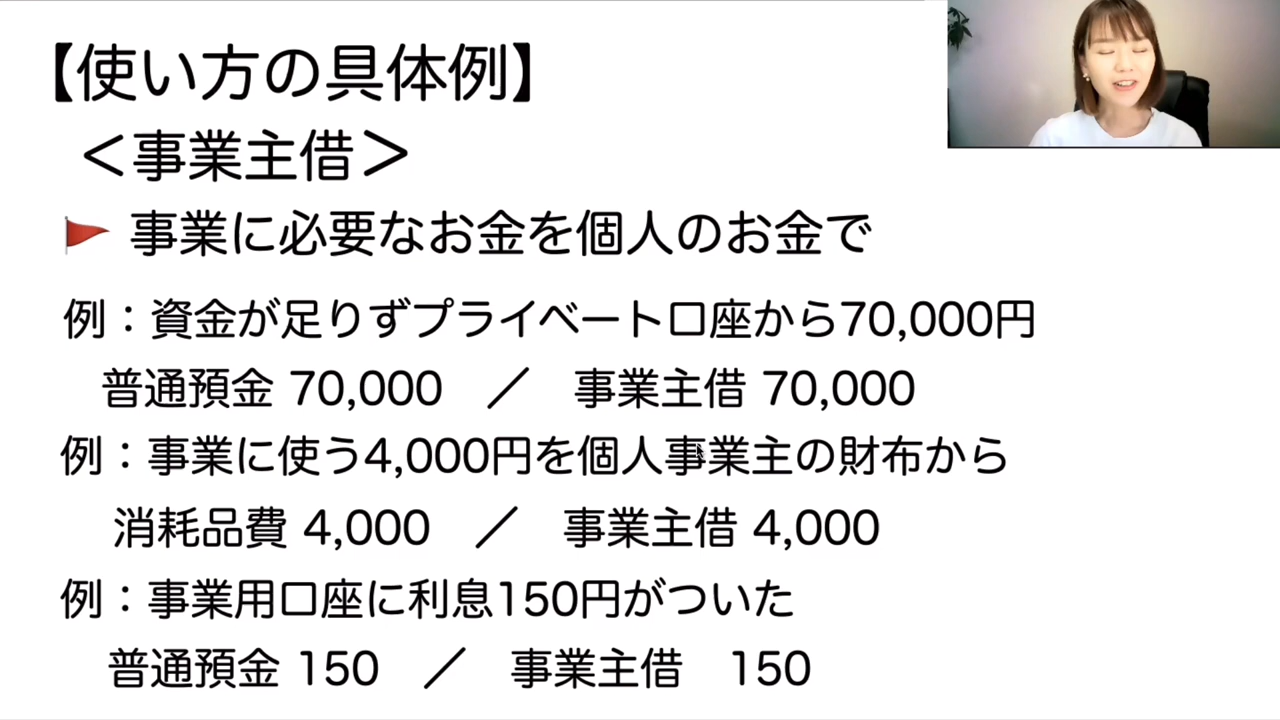 【使い方の具体例】
＜事業主借＞
事業に必要なお金を個人のお金で
例：資金が足りずプライベート口座から70,000円
普通預金 70,000　／　事業主借 70,000
例：事業に使う4,000円を個人事業主の財布から
消耗品費 4,000　／　事業主借 4,000
例：事業用口座に利息150円がついた
普通預金 150　／　事業主借　150